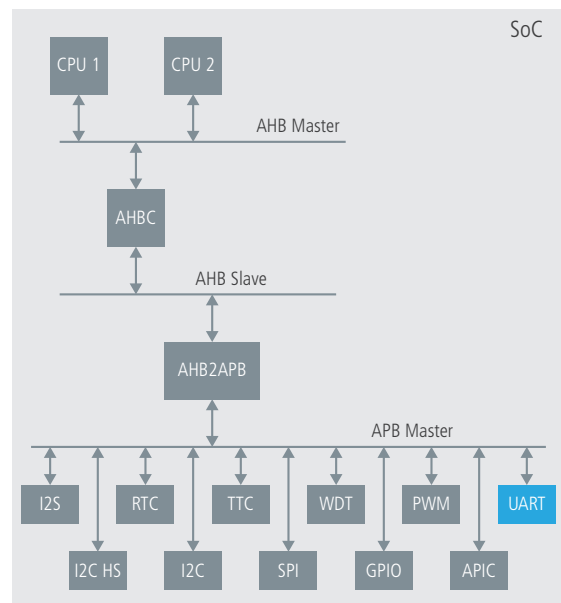 SoC
CPU 1
CPU 2
AHB Master
AHBC
AHB Slave
AHB2APB
APB Master
I2S
RTC
TTC
WDT
PWM
UART
I2C HS
I2C
SPI
GPIO
APIC